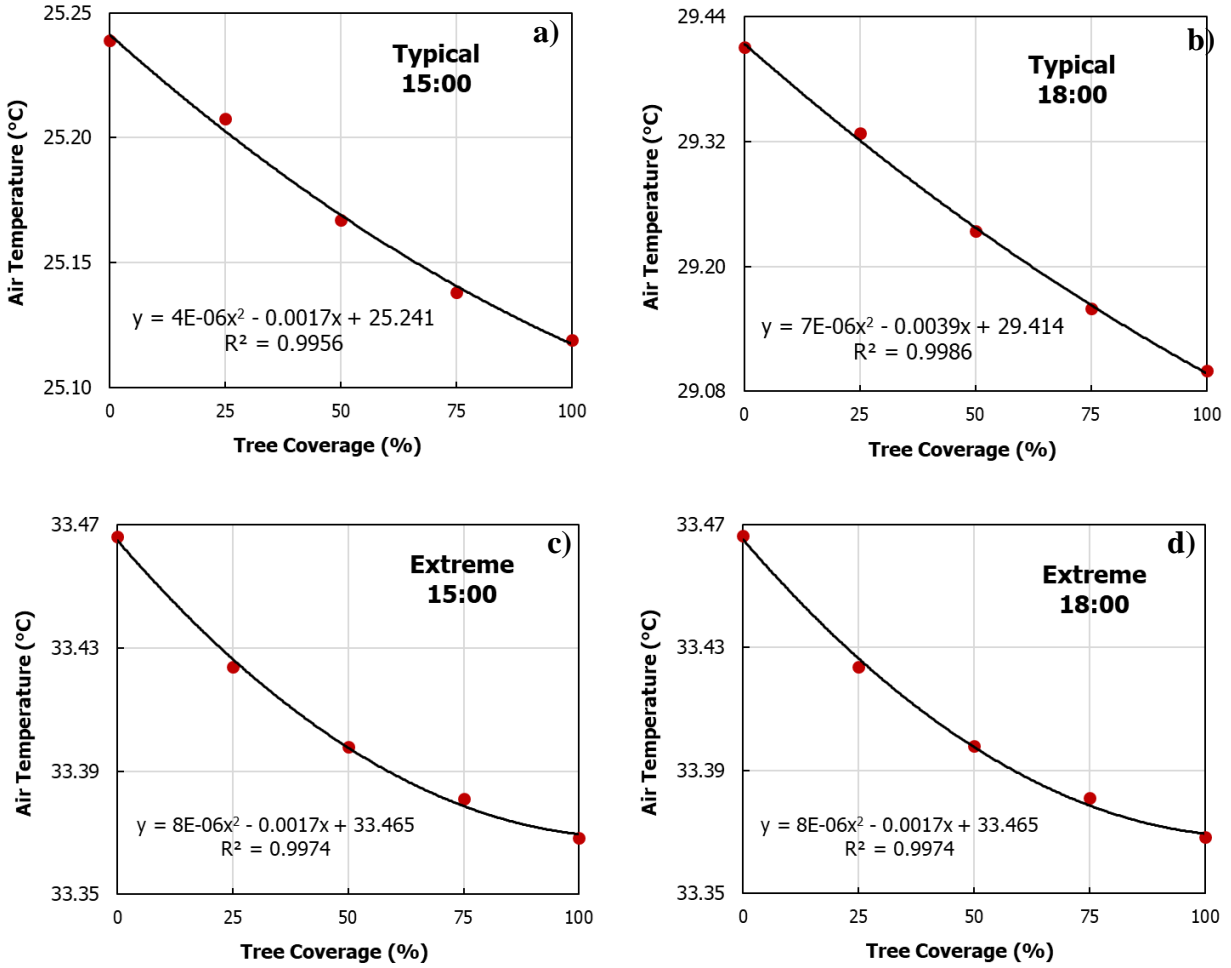 a)
Typical
15:00
Air Temperature (°C)
25.25
25.20
25.15
25.10
y = 4E-06x² - 0.0017x + 25.241
R² = 0.9956
0 25 50 75 100
Tree Coverage (%)
b)
Typical
18:00
Air Temperature (°C)
29.44
29.32
29.20
29.08
y = 7E-06x² - 0.0039x + 29.414
R² = 0.9986
0 25 50 75 100
Tree Coverage (%)
c)
Extreme
15:00
Air Temperature (°C)
33.47
33.43
33.39
33.35
y = 8E-06x² - 0.0017x + 33.465
R² = 0.9974
0 25 50 75 100
Tree Coverage (%)
d)
Extreme
18:00
Air Temperature (°C)
33.47
33.43
33.39
33.35
y = 8E-06x² - 0.0017x + 33.465
R² = 0.9974
0 25 50 75 100
Tree Coverage (%)